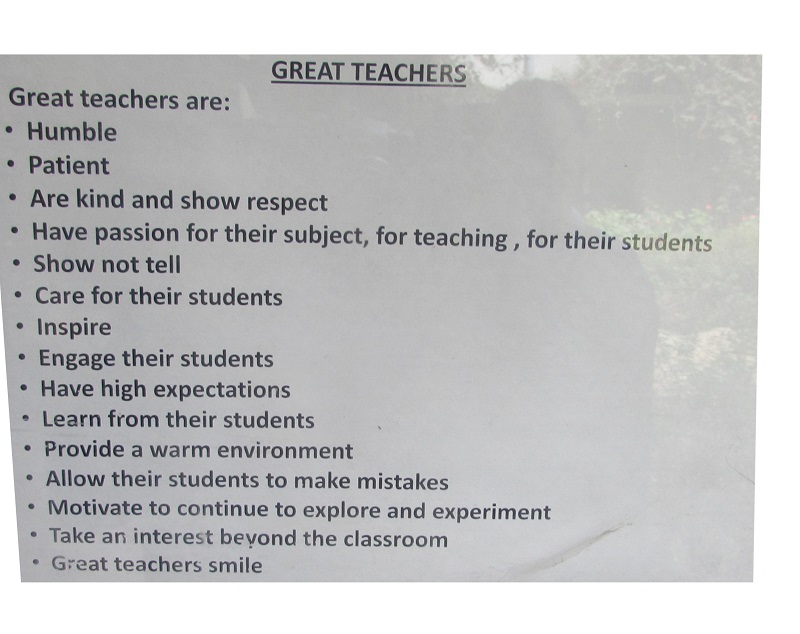 GREAT TEACHERS
Great teachers are:
• Humble
• Patient
• Are kind and show respect
• Have passion for their subject, for teaching , for their students
• Show not tell
• Care for their students
• Inspire
• Engage their students
• Have high expectations
• Learn from their students
• Provide a warm environment
• Allow their students to make mistakes
• Motivate to continue to explore and experiment
• Take an interest beyond the classroom
• Great teachers smile